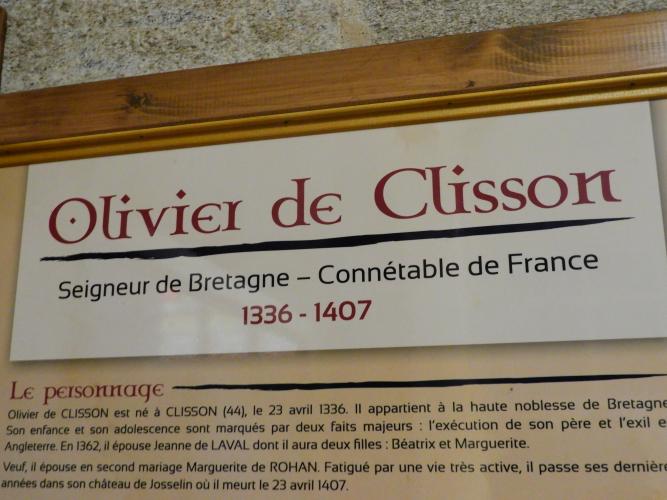 Olivier de Clisson
Seigneur de Bretagne – Connétable de France
1336 - 1407
Le personnage
Olivier de CLISSON est né à CLISSON (44), le 23 avril 1336. Il appartient à la haute noblesse de Bretagne
Son enfance et son adolescence sont marqués par deux faits majeurs : l'exécution de son père et l'exil e
Angleterre. En 1362, il épouse Jeanne de LAVAL dont il aura deux filles : Béatrix et Marguerite.
Veuf, il épouse en second mariage Marguerite de ROHAN. Fatigué par une vie très active, il passe ses dernière
années dans son château de Josselin où il meurt le 23 avril 1407.